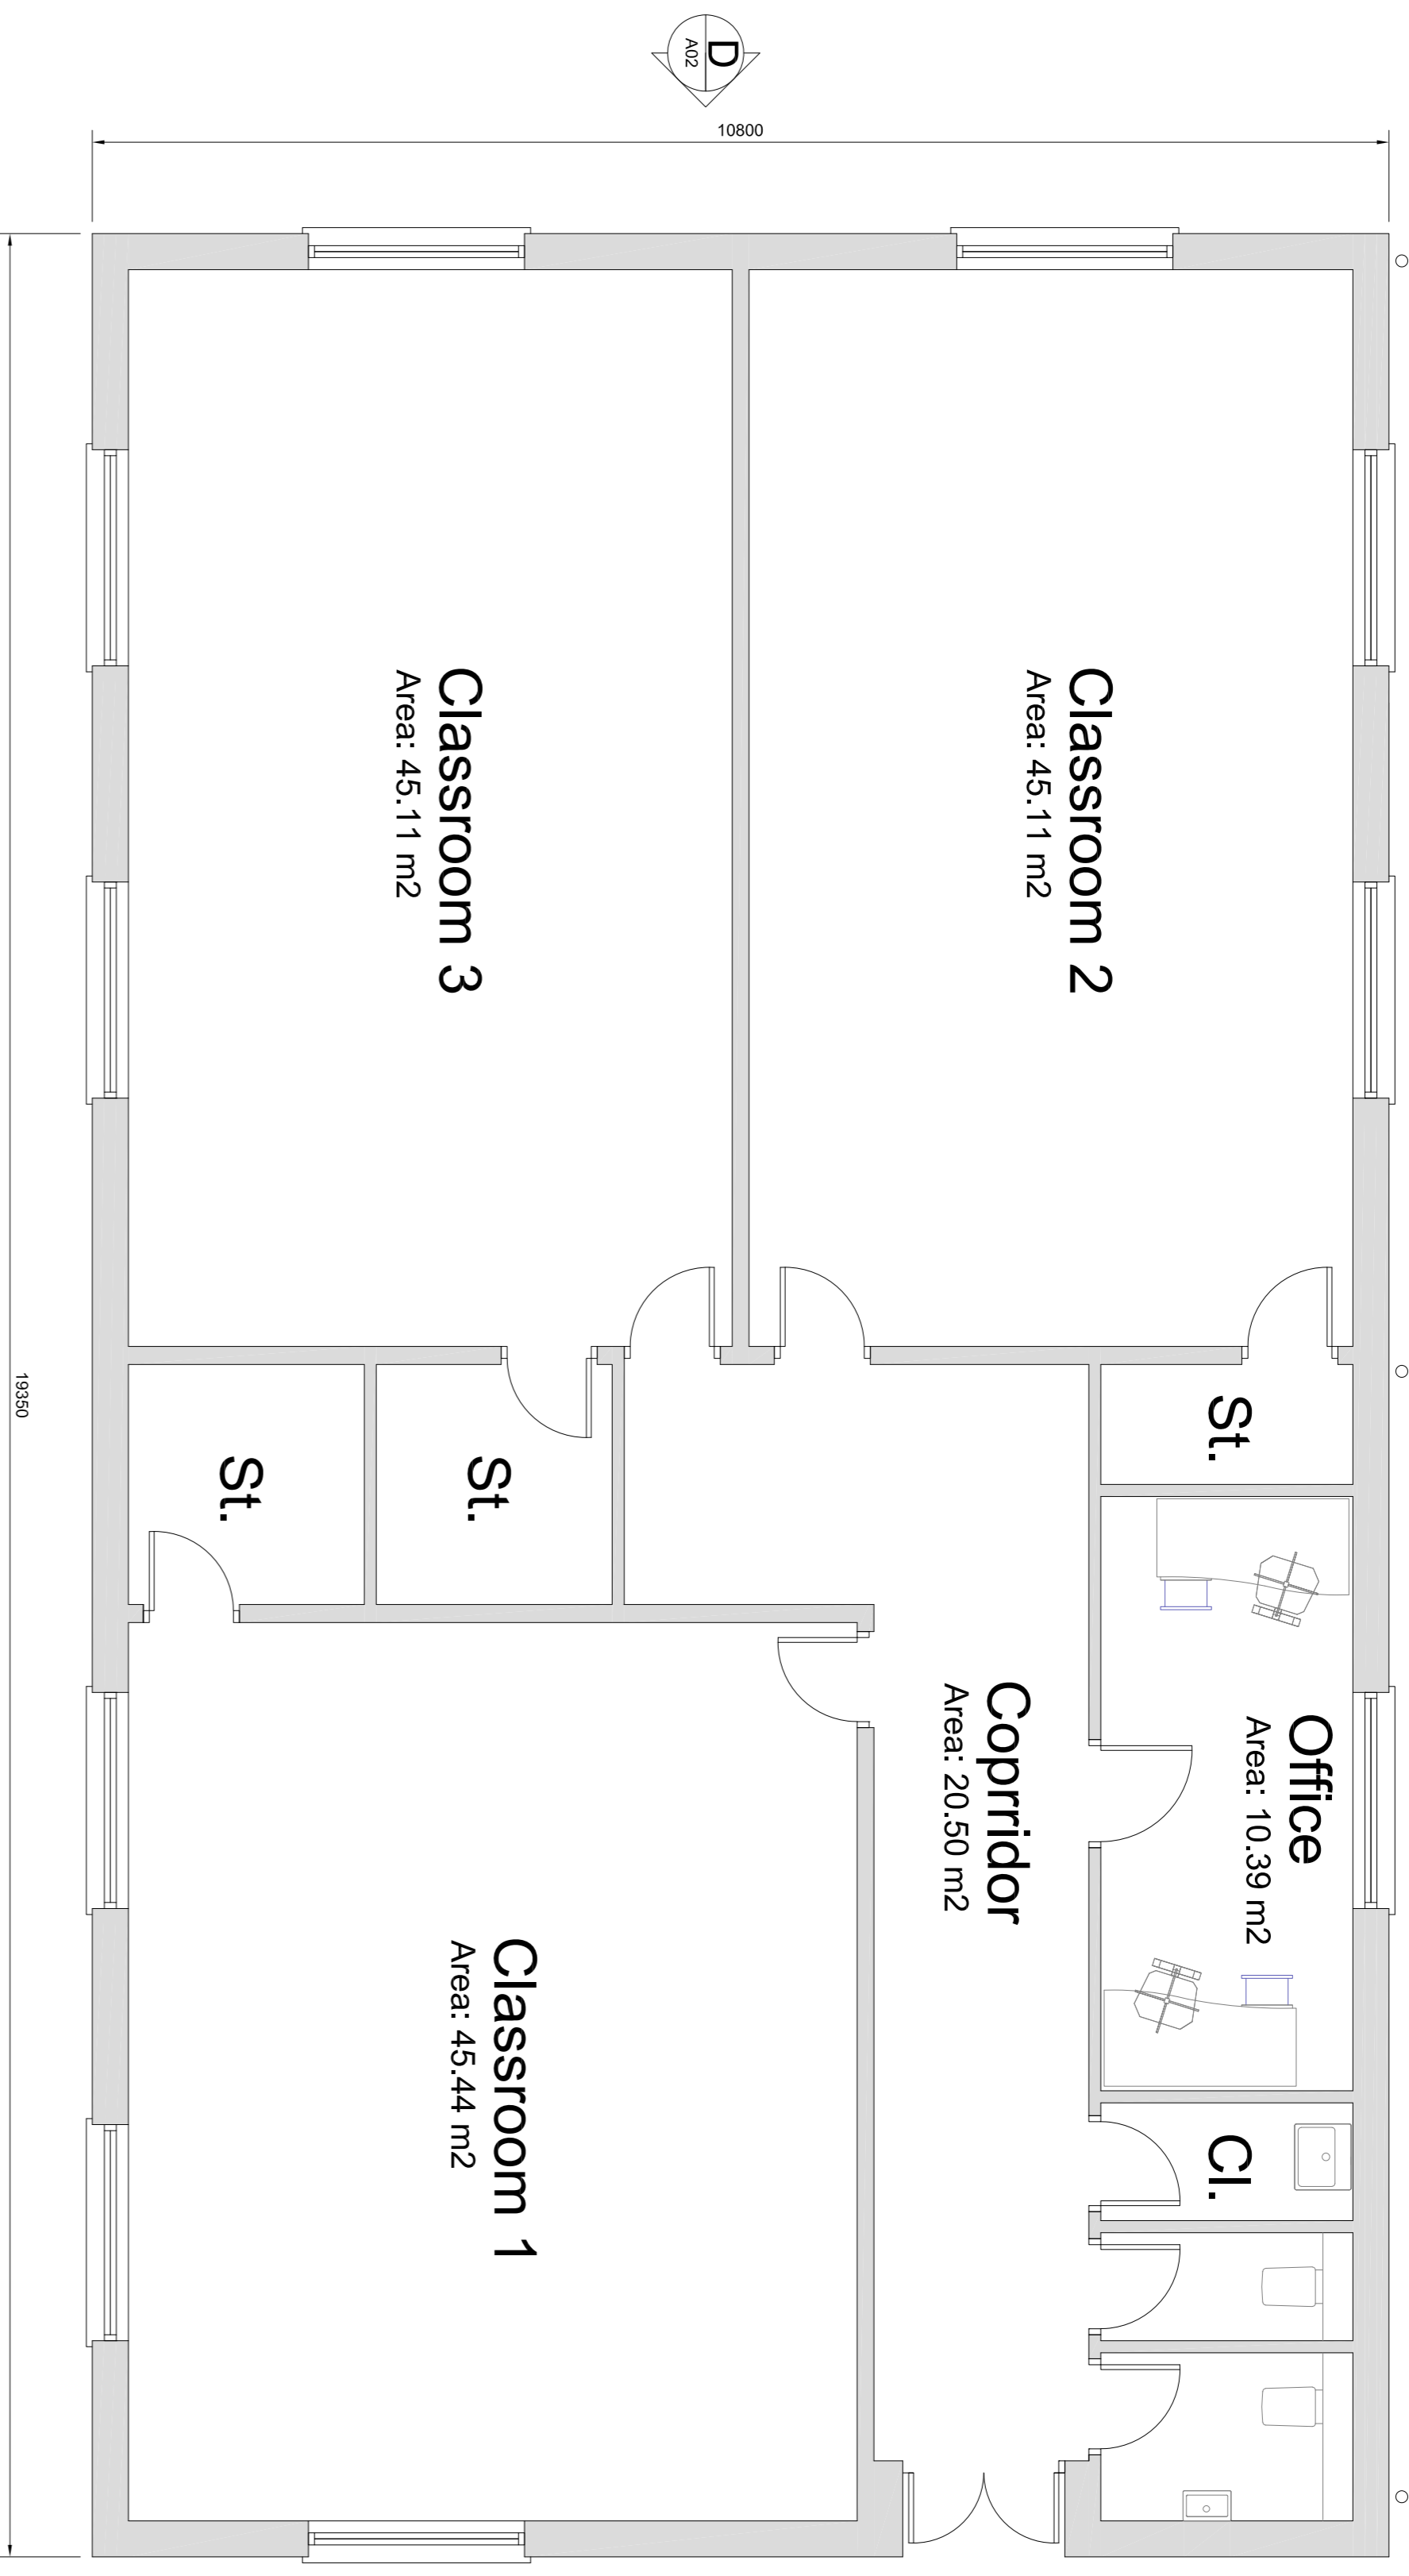 D
A02
10800
19350
Classroom 2
Area: 45.11 m2
Classroom 3
Area: 45.11 m2
St.
St.
St.
Office
Area: 10.39 m2
Coprridor
Area: 20.50 m2
Cl.
Classroom 1
Area: 45.44 m2